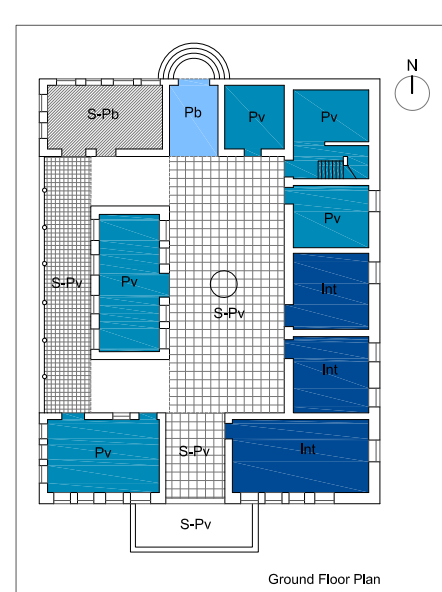 N
S-Pb
Pb
Pv
Pv
Pv
S-Pv
Pv
S-Pv
Int
Int
Pv
S-Pv
Int
S-Pv
Ground Floor Plan